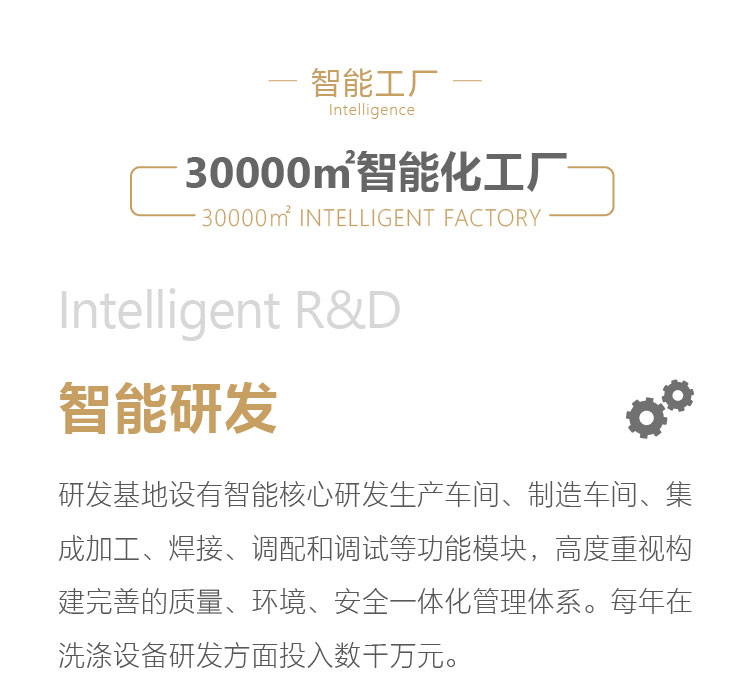 智能工厂
Intelligence
30000㎡智能化工厂
30000㎡ INTELLIGENT FACTORY
Intelligent R&D
智能研发
研发基地设有智能核心研发生产车间、制造车间、集
成加工、焊接、调配和调试等功能模块，高度重视构
建完善的质量、环境、安全一体化管理体系。每年在
洗涤设备研发方面投入数千万元。